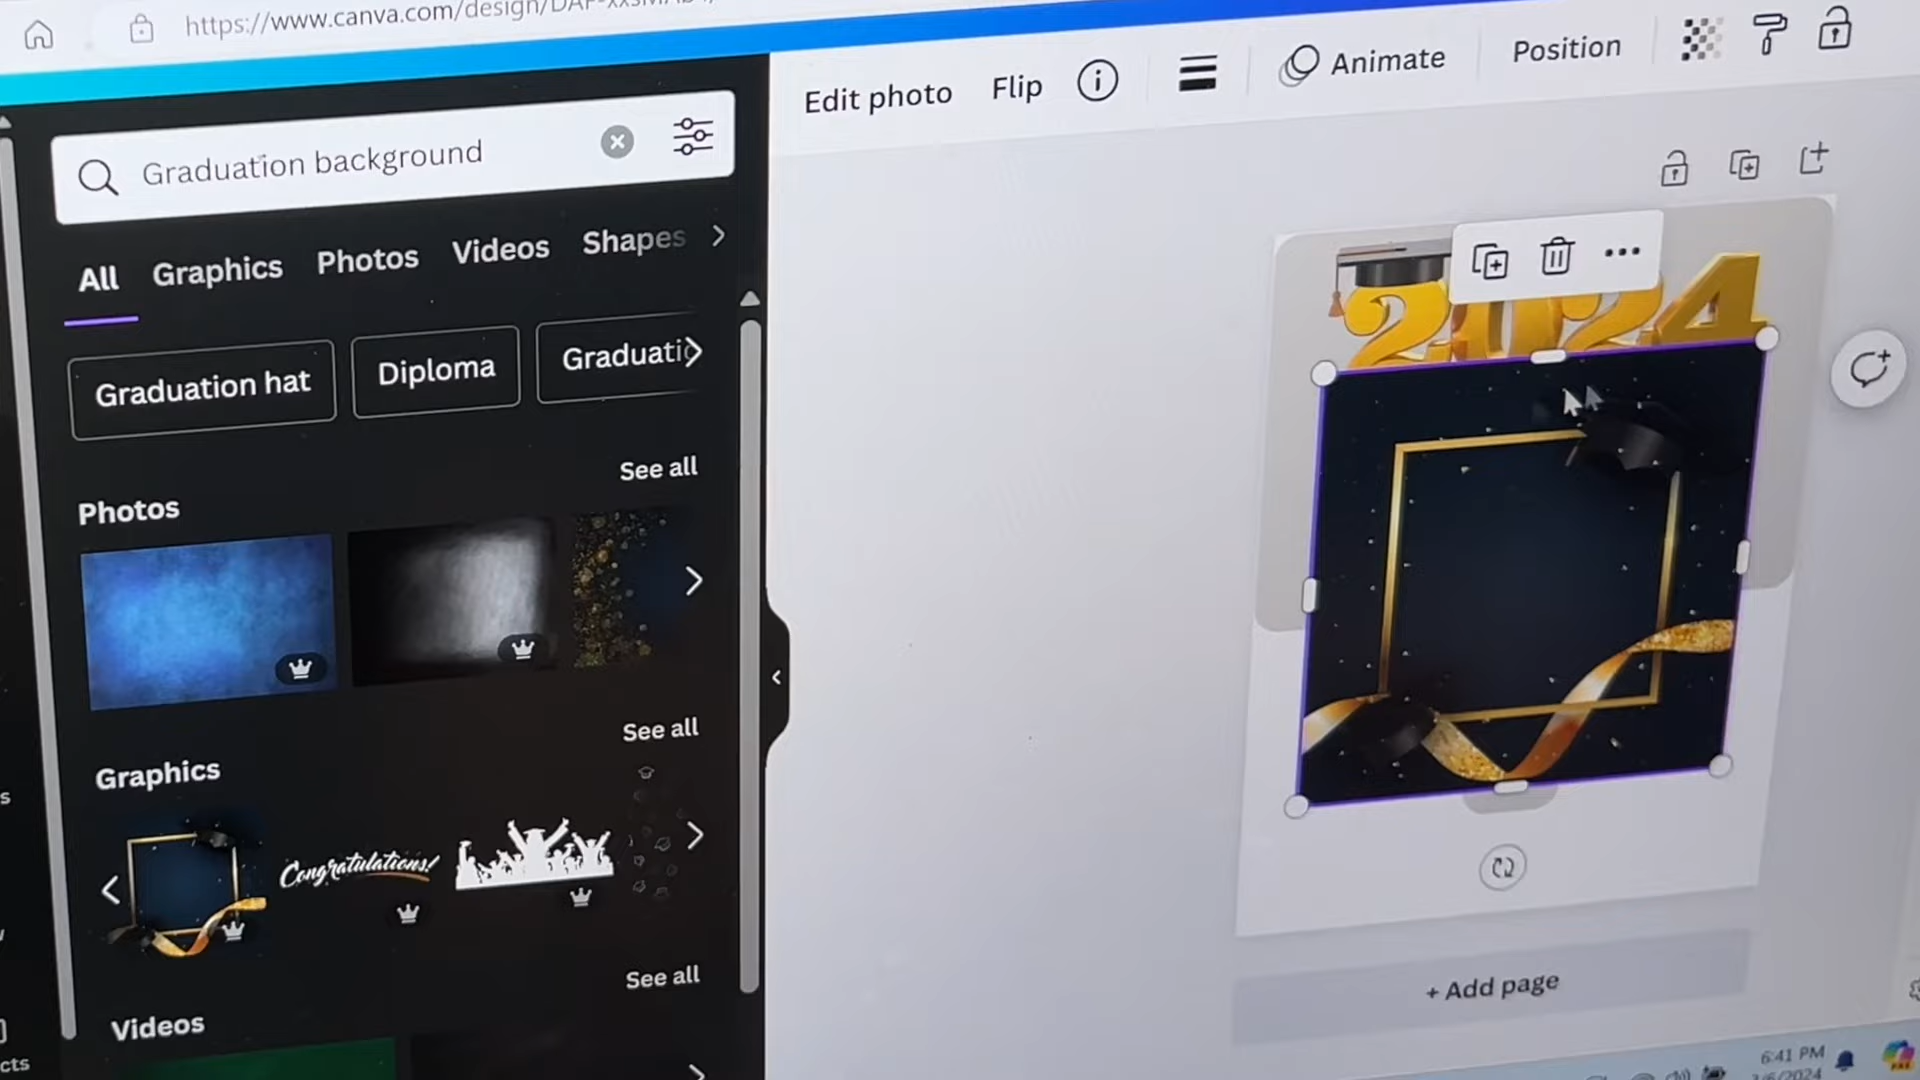 https://www.canva.com/design/
Edit photo Flip Animate Position
Graduation background
All Graphics Photos Videos Shapes
Graduation hat Diploma Graduatio
See all
Photos
See all
Graphics
Congratulations!
See all
Videos
2024
+ Add page
6:41 PM